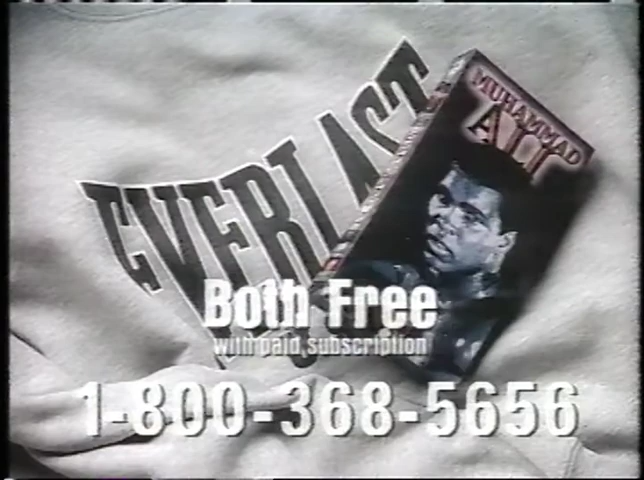 EVERLAST
MUHAMMAD
ALI
Both Free
with paid subscription
1-800-368-5656